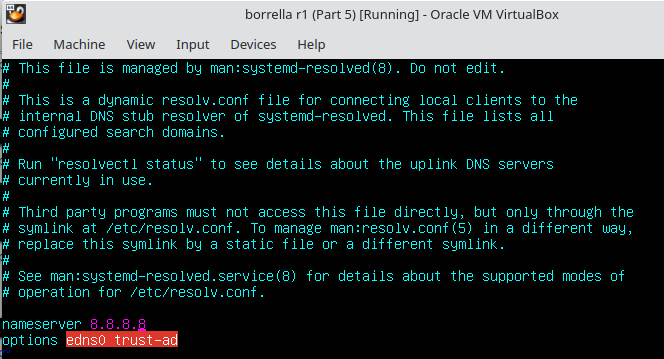 borrella r1 (Part 5) [Running] - Oracle VM VirtualBox
File Machine View Input Devices Help
# This file is managed by man:systemd-resolved(8). Do not edit.
#
# This is a dynamic resolv.conf file for connecting local clients to the
# internal DNS stub resolver of systemd-resolved. This file lists all
# configured search domains.
#
# Run "resolvectl status" to see details about the uplink DNS servers
# currently in use.
#
# Third party programs must not access this file directly, but only through the
# symlink at /etc/resolv.conf. To manage man:resolv.conf(5) in a different way,
# replace this symlink by a static file or a different symlink.
#
# See man:systemd-resolved.service(8) for details about the supported modes of
# operation for /etc/resolv.conf.
nameserver 8.8.8.8
options edns0 trust-ad
~